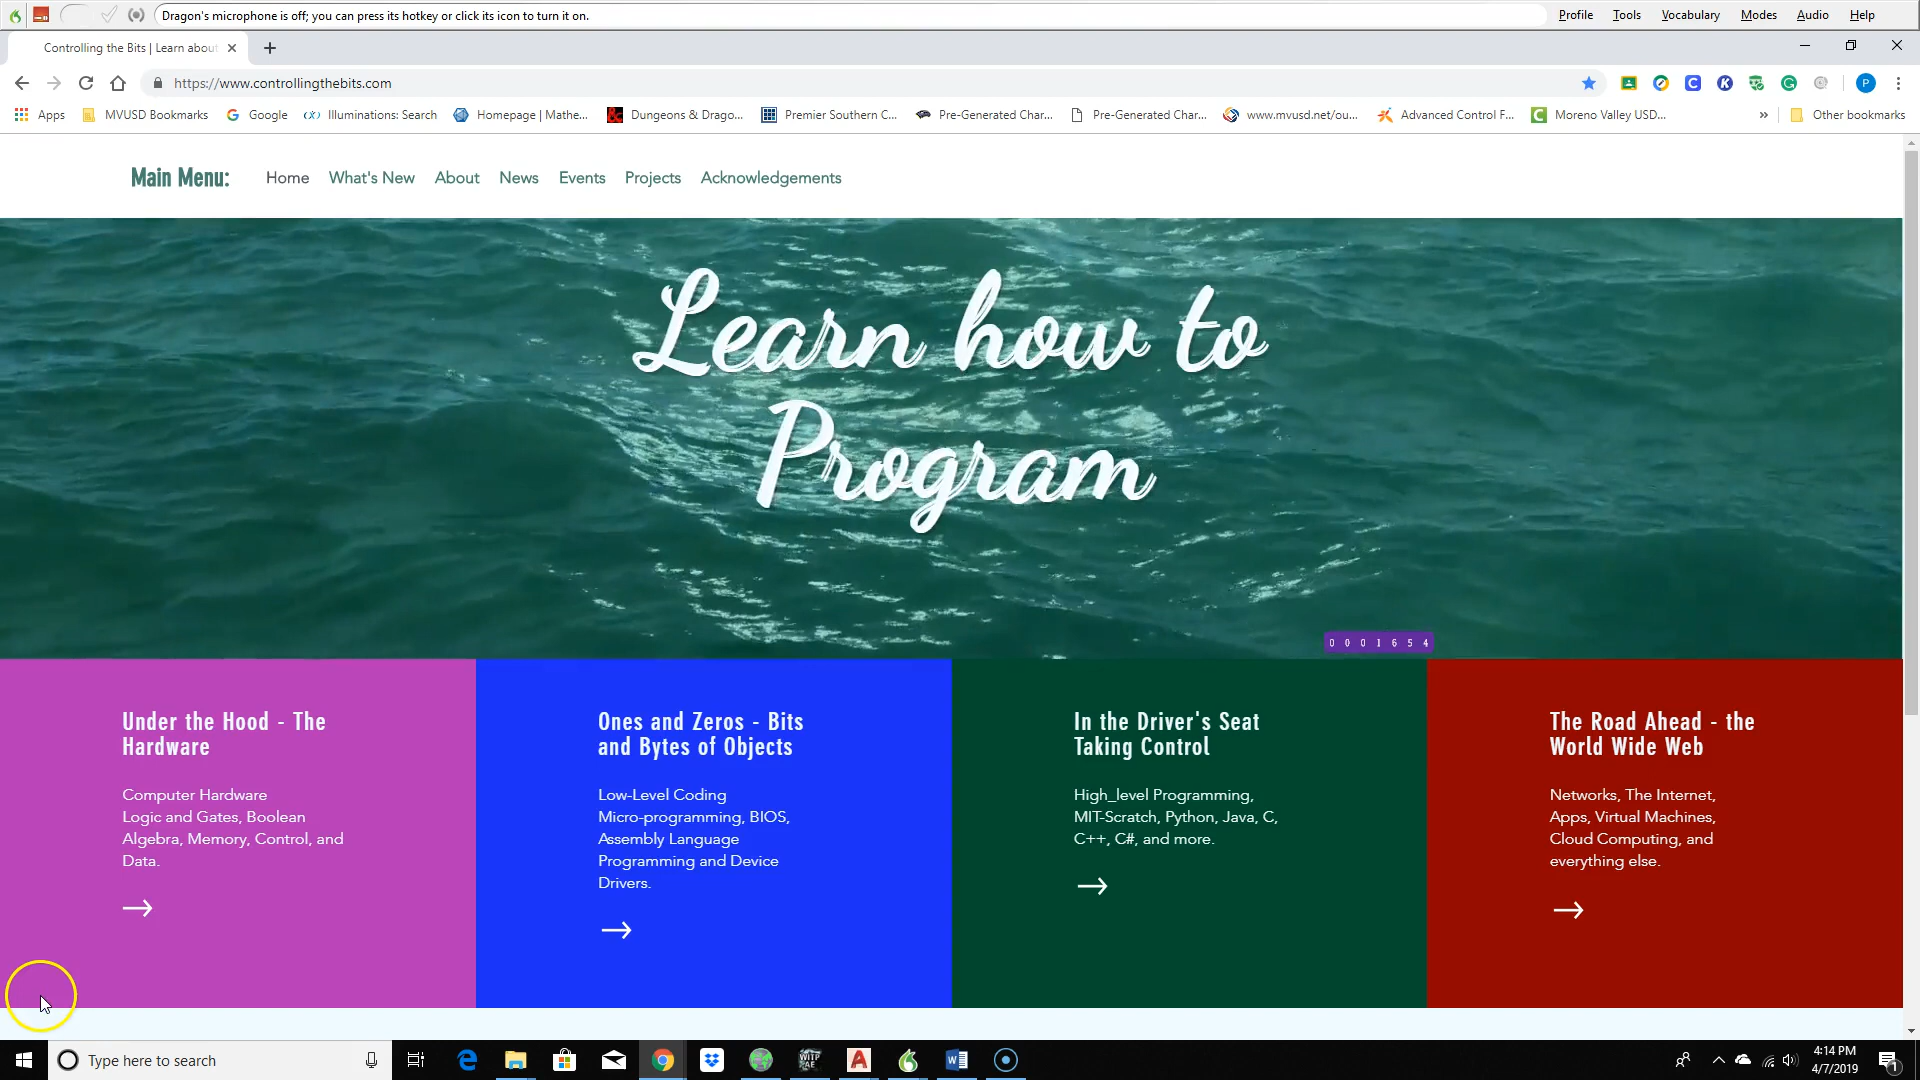 Dragon's microphone is off; you can press its hotkey or click its icon to turn it on.
Profile Tools Vocabulary Modes Audio Help
Controlling the Bits | Learn about
https://www.controllingthebits.com
Apps MVUSD Bookmarks Google Illuminations: Search Homepage | Mathe... Dungeons & Drago... Premier Southern C... Pre-Generated Char... Pre-Generated Char... www.mvusd.net/ou... Advanced Control F... Moreno Valley USD... » Other bookmarks
Main Menu: Home What's New About News Events Projects Acknowledgements
Learn how to
Program
0 0 0 1 6 5 4
Under the Hood - The
Hardware
Computer Hardware
Logic and Gates, Boolean
Algebra, Memory, Control, and
Data.
Ones and Zeros - Bits
and Bytes of Objects
Low-Level Coding
Micro-programming, BIOS,
Assembly Language
Programming and Device
Drivers.
In the Driver's Seat
Taking Control
High_level Programming,
MIT-Scratch, Python, Java, C,
C++, C#, and more.
The Road Ahead - the
World Wide Web
Networks, The Internet,
Apps, Virtual Machines,
Cloud Computing, and
everything else.
Type here to search
4:14 PM
4/7/2019